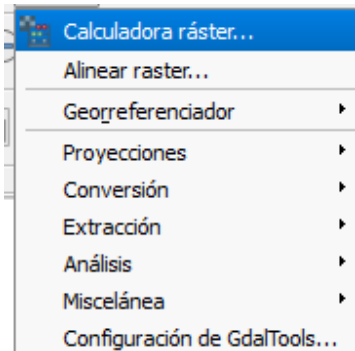 Calculadora ráster...
Alinear raster...
Georreferenciador
Proyecciones
Conversión
Extracción
Análisis
Miscelánea
Configuración de GdalTools...